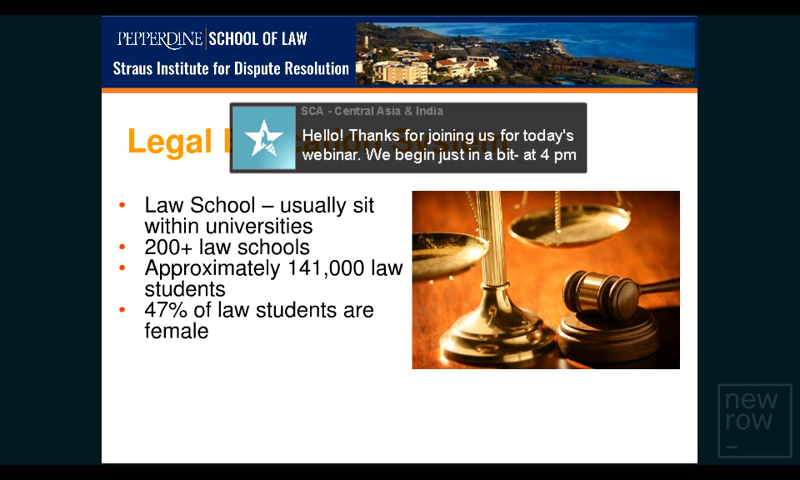 PEPPERDINE SCHOOL OF LAW
Straus Institute for Dispute Resolution
SCA - Central Asia & India
Hello! Thanks for joining us for today's
webinar. We begin just in a bit- at 4 pm
Legal System
• Law School – usually sit
within universities
• 200+ law schools
• Approximately 141,000 law
students
• 47% of law students are
female
new
row